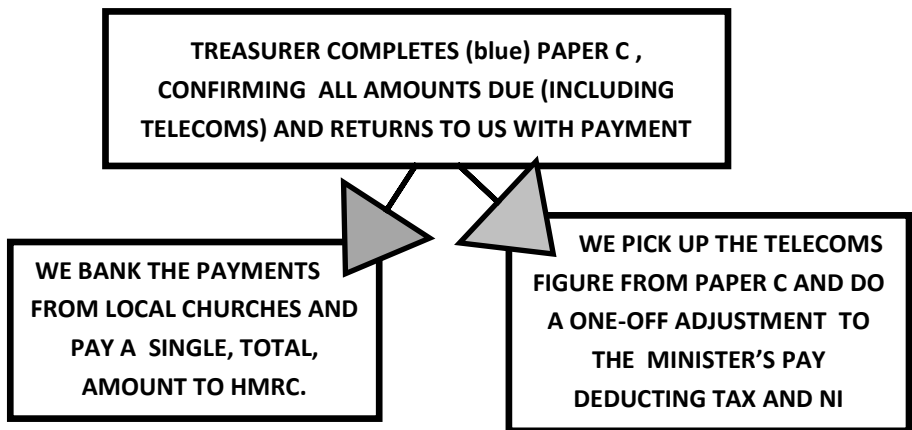 TREASURER COMPLETES (blue) PAPER C ,
CONFIRMING ALL AMOUNTS DUE (INCLUDING
TELECOMS) AND RETURNS TO US WITH PAYMENT
WE BANK THE PAYMENTS
FROM LOCAL CHURCHES AND
PAY A SINGLE, TOTAL,
AMOUNT TO HMRC.
WE PICK UP THE TELECOMS
FIGURE FROM PAPER C AND DO
A ONE-OFF ADJUSTMENT TO
THE MINISTER’S PAY
DEDUCTING TAX AND NI